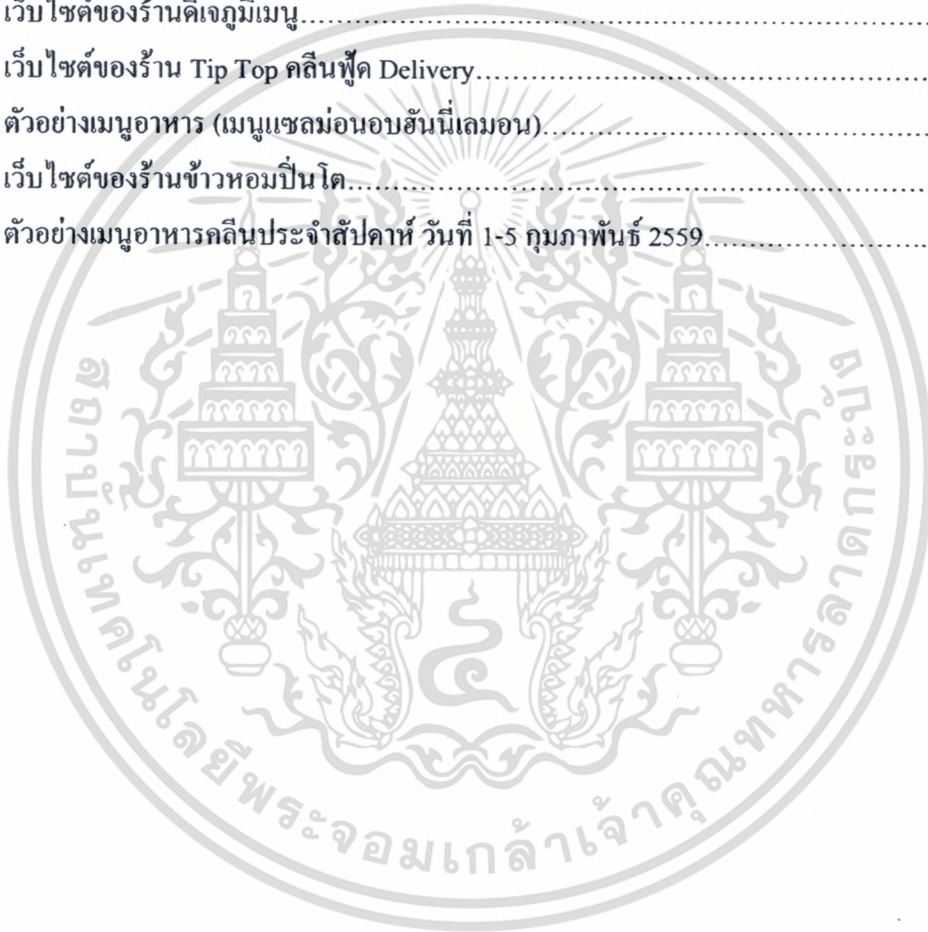 เว็บไซต์ของร้านดีเจภูมิเมนู
เว็บไซต์ของร้าน Tip Top คลีนฟู้ด Delivery
ตัวอย่างเมนูอาหาร (เมนูแซลม่อนอบฮันนี่เลมอน)
เว็บไซต์ของร้านข้าวหอมปิ่นโต
ตัวอย่างเมนูอาหารคลีนประจำสัปดาห์ วันที่ 1-5 กุมภาพันธ์ 2559
สถาบันเทคโนโลยีพระจอมเกล้าเจ้าคุณทหารลาดกระบัง